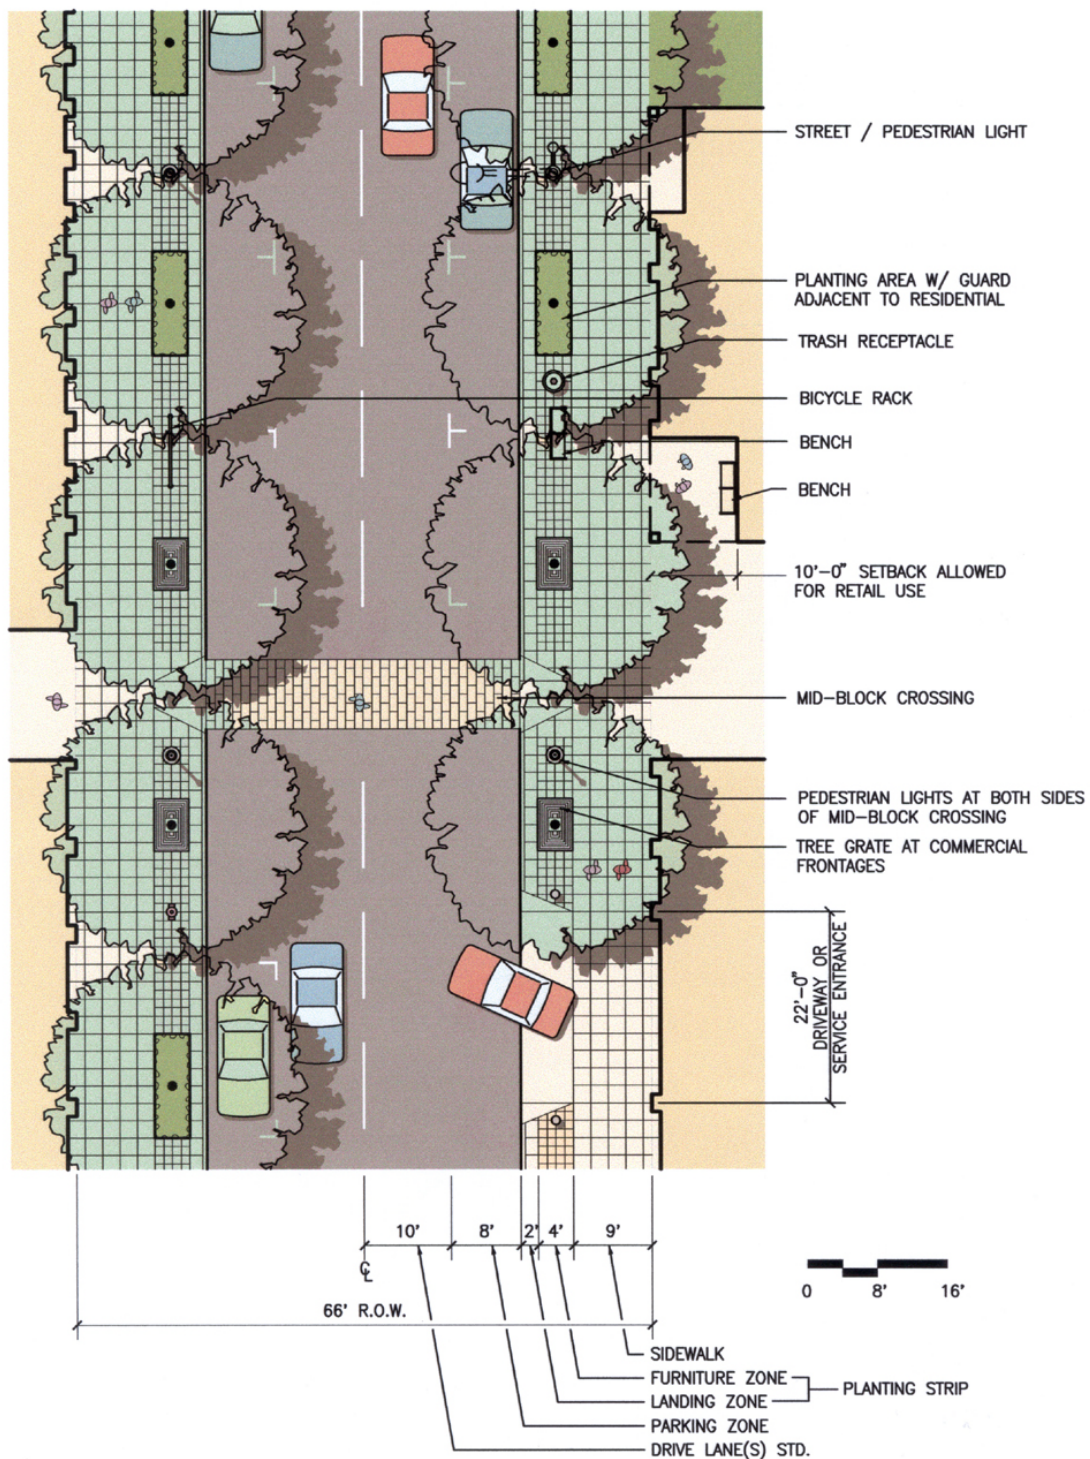 STREET / PEDESTRIAN LIGHT
PLANTING AREA W/ GUARD
ADJACENT TO RESIDENTIAL
TRASH RECEPTACLE
BICYCLE RACK
BENCH
BENCH
10'-0" SETBACK ALLOWED
FOR RETAIL USE
MID-BLOCK CROSSING
PEDESTRIAN LIGHTS AT BOTH SIDES
OF MID-BLOCK CROSSING
TREE GRATE AT COMMERCIAL
FRONTAGES
22'-0"
DRIVEWAY OR
SERVICE ENTRANCE
10' 8' 2' 4' 9'
℄
66' R.O.W.
0 8' 16'
SIDEWALK
FURNITURE ZONE
LANDING ZONE
PLANTING STRIP
PARKING ZONE
DRIVE LANE(S) STD.